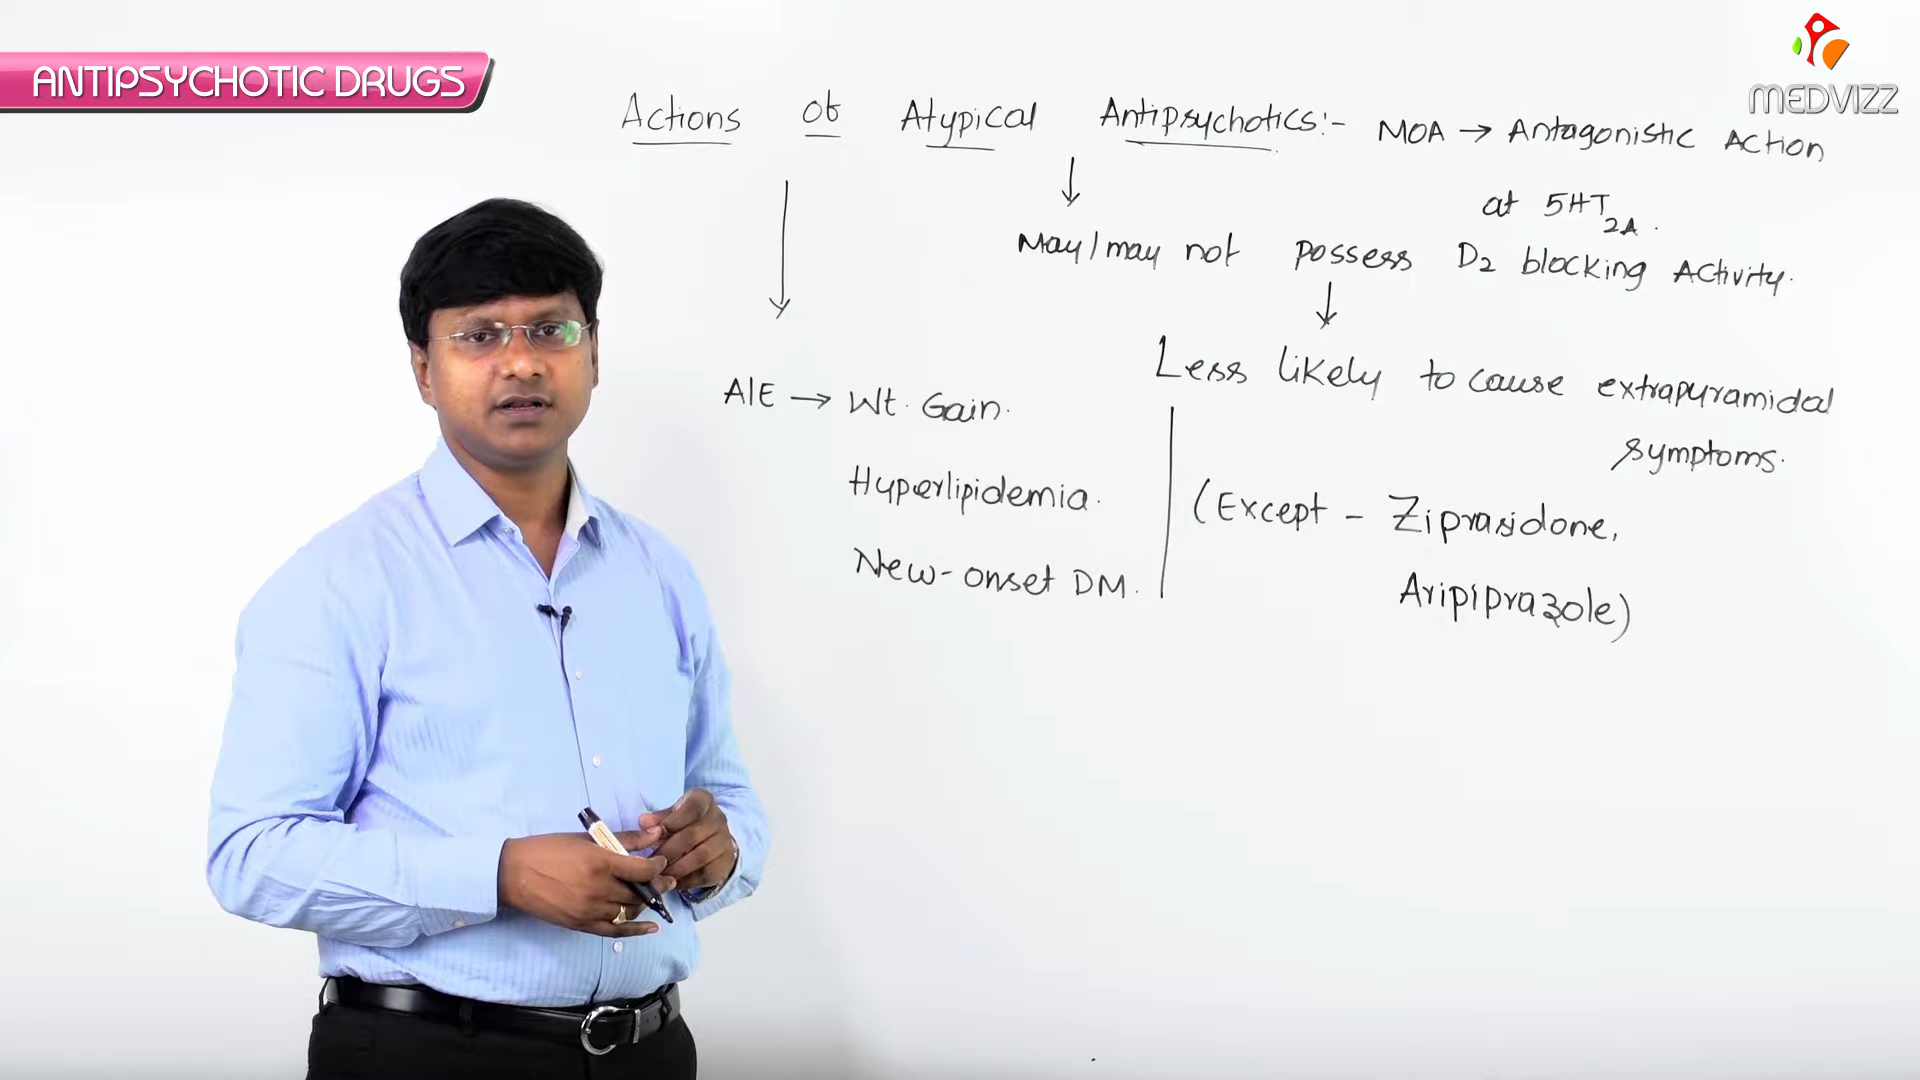 ANTIPSYCHOTIC DRUGS
MEDVIZZ
Actions of Atypical Antipsychotics:- MOA → Antagonistic Action
at 5HT2A.
May/may not possess D2 blocking Activity.
Less likely to cause extrapyramidal
symptoms.
A/E → Wt. Gain.
Hyperlipidemia.
New-onset DM.
(Except - Ziprasidone,
Aripiprazole)